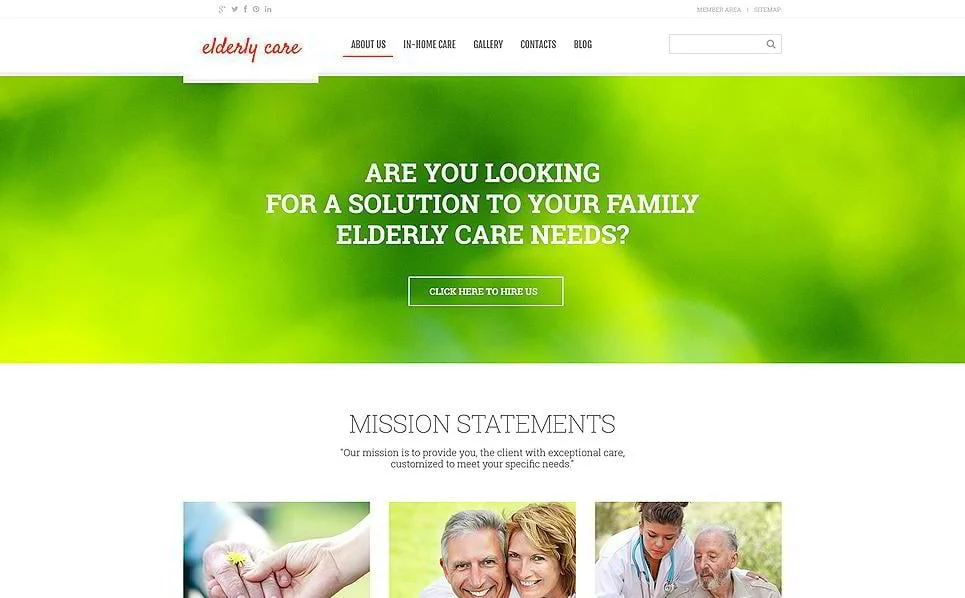 MEMBER AREA | SITEMAP
elderly care
ABOUT US IN-HOME CARE GALLERY CONTACTS BLOG
ARE YOU LOOKING
FOR A SOLUTION TO YOUR FAMILY
ELDERLY CARE NEEDS?
CLICK HERE TO HIRE US
MISSION STATEMENTS
"Our mission is to provide you, the client with exceptional care,
customized to meet your specific needs."